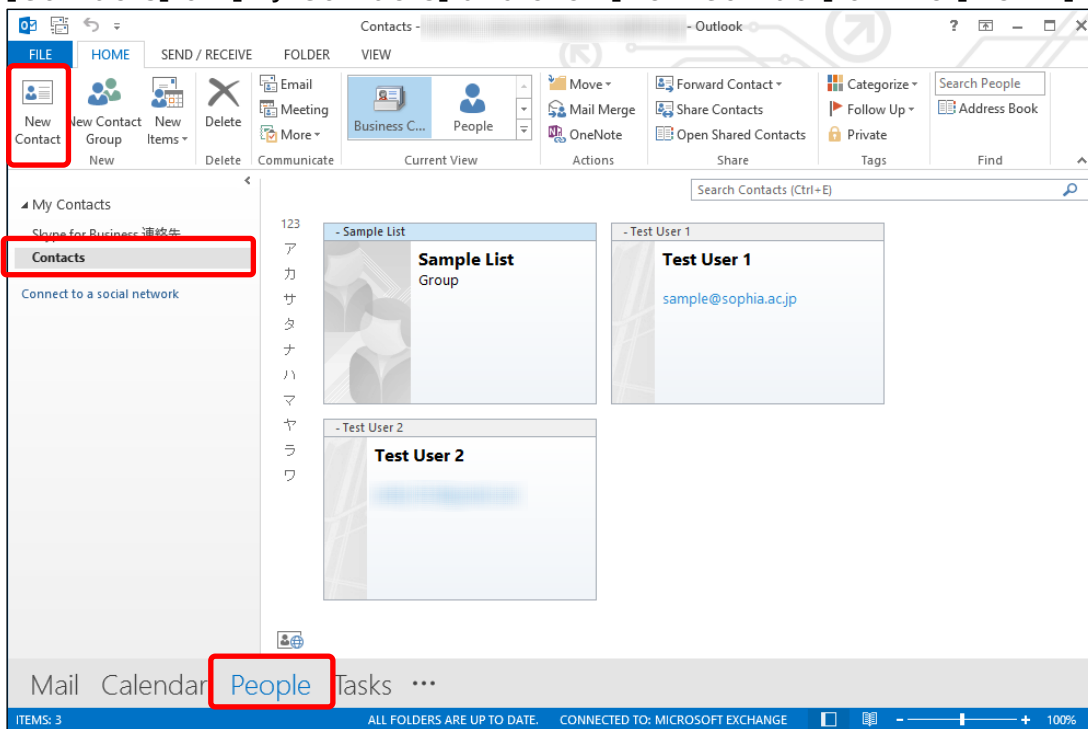 Contacts - - Outlook
FILE HOME SEND / RECEIVE FOLDER VIEW
New Contact
New Contact Group
New Items
New
Delete
Delete
Email
Meeting
More
Communicate
Business C...
People
Current View
Move
Mail Merge
OneNote
Actions
Forward Contact
Share Contacts
Open Shared Contacts
Share
Categorize
Follow Up
Private
Tags
Search People
Address Book
Find
Search Contacts (Ctrl+E)
My Contacts
Skype for Business 連絡先
Contacts
Connect to a social network
123
ア
カ
サ
タ
ナ
ハ
マ
ヤ
ラ
ワ
- Sample List
Sample List
Group
- Test User 1
Test User 1
sample@sophia.ac.jp
- Test User 2
Test User 2
Mail Calendar People Tasks ...
ITEMS: 3 ALL FOLDERS ARE UP TO DATE. CONNECTED TO: MICROSOFT EXCHANGE 100%